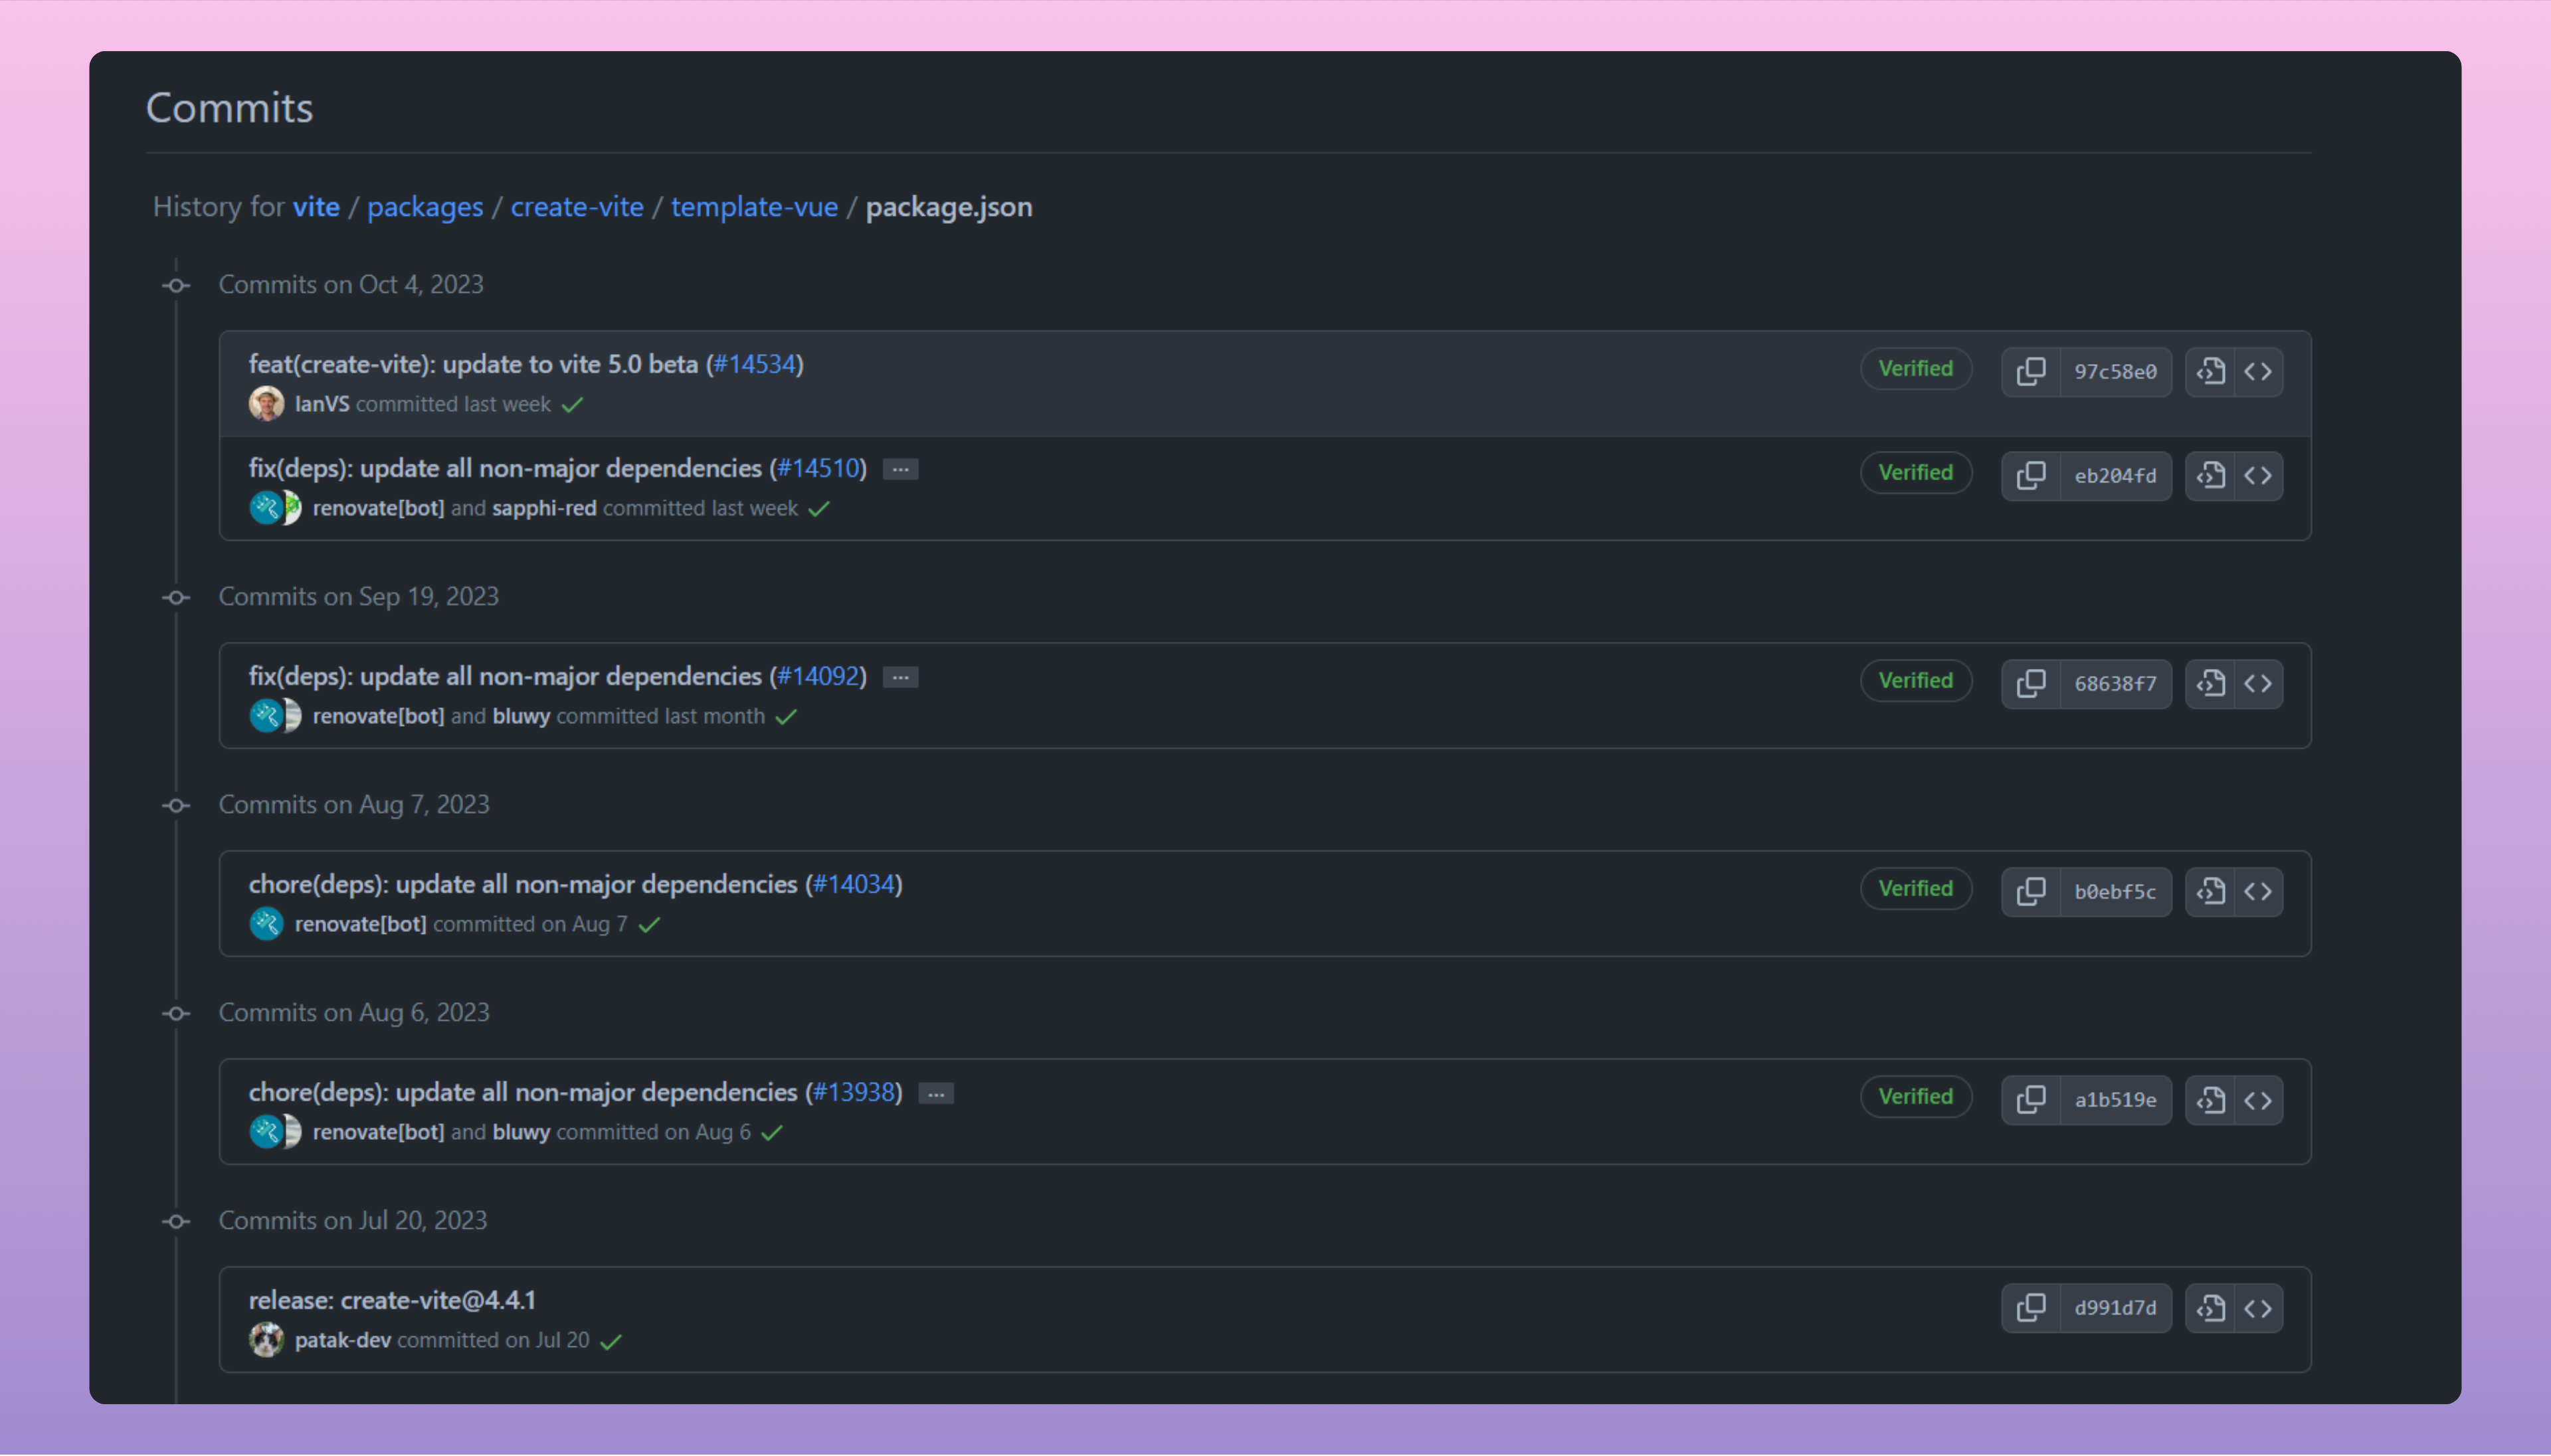 Commits
History for vite / packages / create-vite / template-vue / package.json
Commits on Oct 4, 2023
feat(create-vite): update to vite 5.0 beta (#14534)
Verified
97c58e0
IanVS committed last week
fix(deps): update all non-major dependencies (#14510) ...
Verified
eb204fd
renovate[bot] and sapphi-red committed last week
Commits on Sep 19, 2023
fix(deps): update all non-major dependencies (#14092) ...
Verified
68638f7
renovate[bot] and bluwy committed last month
Commits on Aug 7, 2023
chore(deps): update all non-major dependencies (#14034)
Verified
b0ebf5c
renovate[bot] committed on Aug 7
Commits on Aug 6, 2023
chore(deps): update all non-major dependencies (#13938) ...
Verified
a1b519e
renovate[bot] and bluwy committed on Aug 6
Commits on Jul 20, 2023
release: create-vite@4.4.1
d991d7d
patak-dev committed on Jul 20